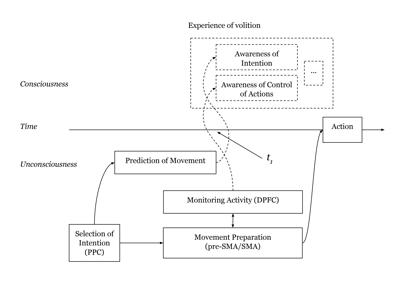 Experience of volition
Awareness of
Intention
...
Awareness of Control
of Actions
Consciousness
Time
Action
Unconsciousness
Prediction of Movement
t₁
Monitoring Activity (DPFC)
Selection of
Intention
(PPC)
Movement Preparation
(pre-SMA/SMA)